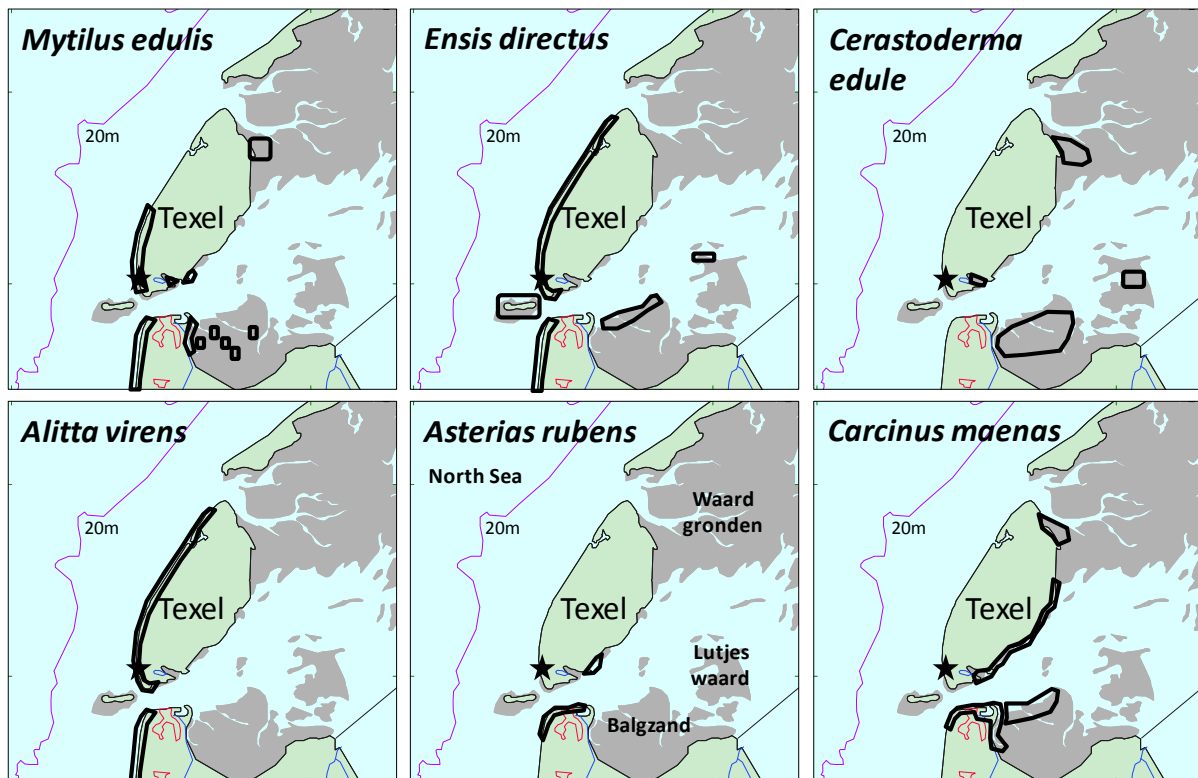 Mytilus edulis
20m
Texel
Ensis directus
20m
Texel
Cerastoderma
edule
20m
Texel
Alitta virens
20m
Texel
Asterias rubens
North Sea
20m
Waard
gronden
Texel
Lutjes
waard
Balgzand
Carcinus maenas
20m
Texel